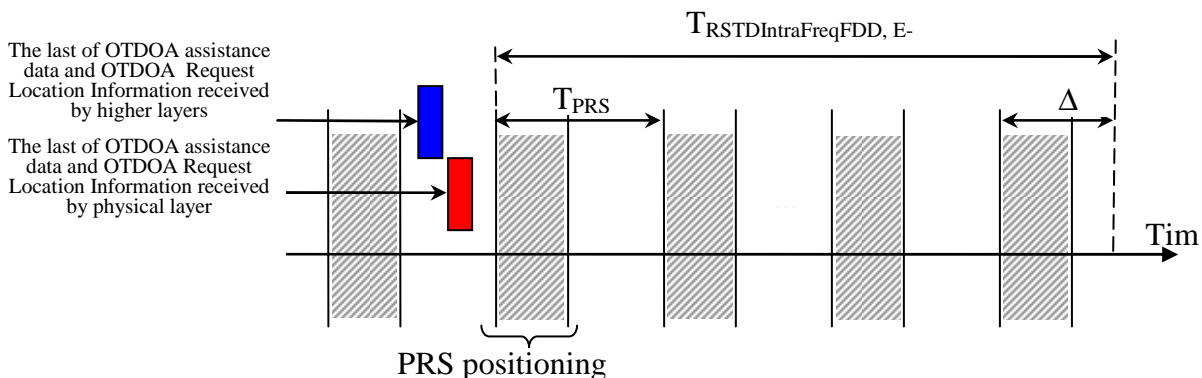 TRSTDIntraFreqFDD, E-
The last of OTDOA assistance
data and OTDOA Request
Location Information received
by higher layers
TPRS
Δ
The last of OTDOA assistance
data and OTDOA Request
Location Information received
by physical layer
. . .
Tim
PRS positioning